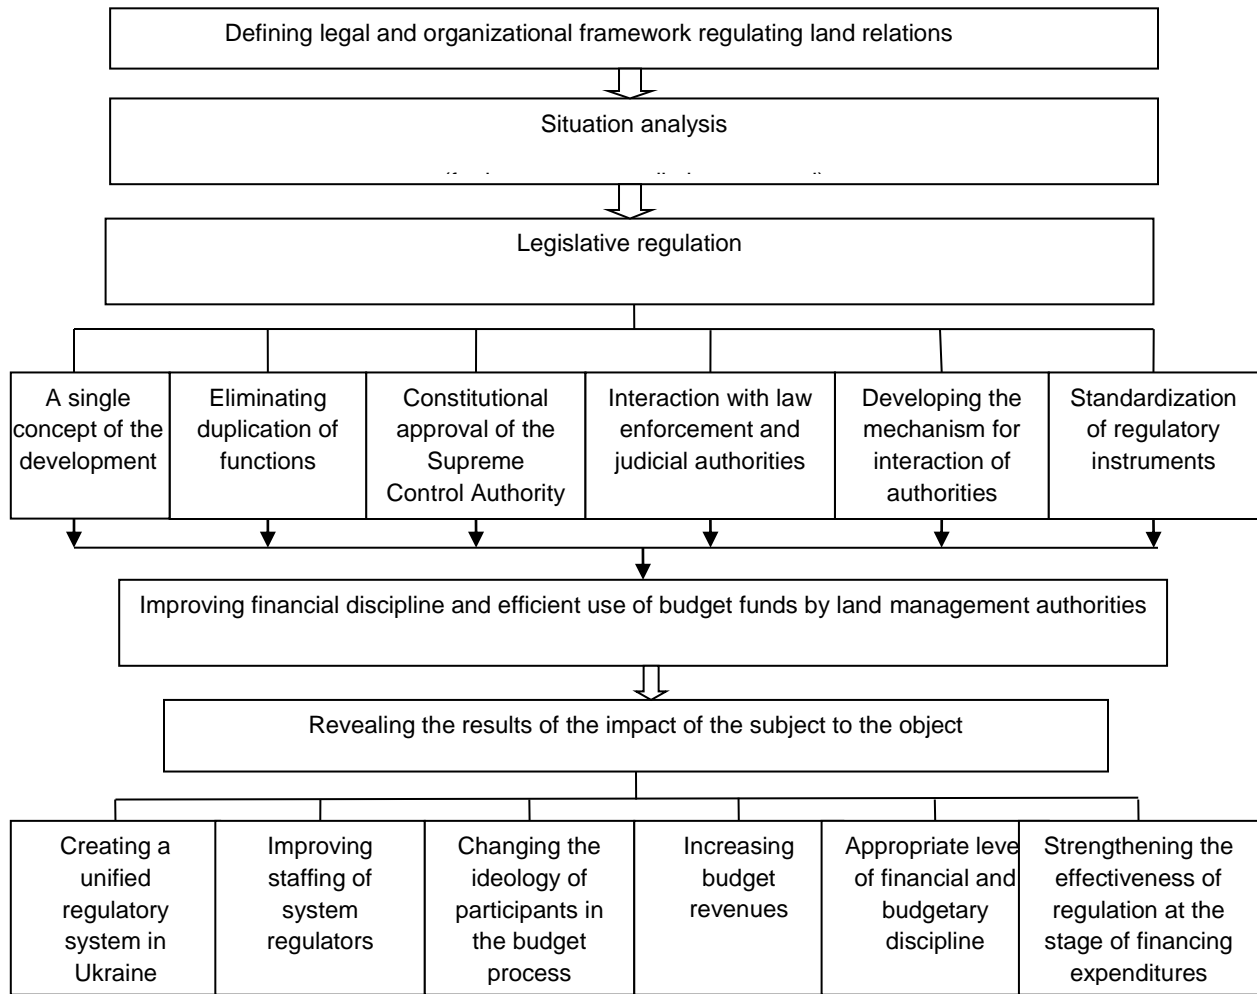 Defining legal and organizational framework regulating land relations
Situation analysis
Legislative regulation
A single
concept of the
development
Eliminating
duplication of
functions
Constitutional
approval of the
Supreme
Control Authority
Interaction with law
enforcement and
judicial authorities
Developing the
mechanism for
interaction of
authorities
Standardization
of regulatory
instruments
Improving financial discipline and efficient use of budget funds by land management authorities
Revealing the results of the impact of the subject to the object
Creating a
unified
regulatory
system in
Ukraine
Improving
staffing of
system
regulators
Changing the
ideology of
participants in
the budget
process
Increasing
budget
revenues
Appropriate leve
of financial and
budgetary
discipline
Strengthening the
effectiveness of
regulation at the
stage of financing
expenditures